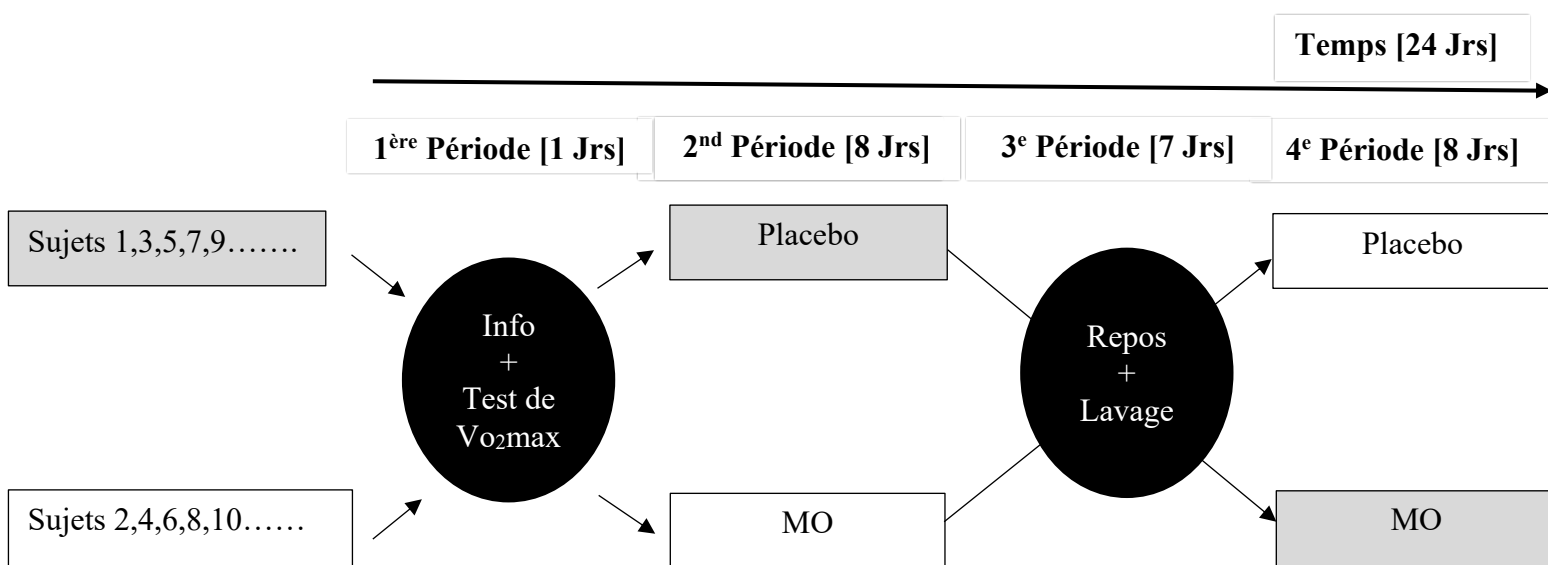 Temps [24 Jrs]
1ère Période [1 Jrs]
2nd Période [8 Jrs]
3e Période [7 Jrs]
4e Période [8 Jrs]
Sujets 1,3,5,7,9…….
Placebo
Placebo
Info
+
Test de
Vo₂max
Repos
+
Lavage
Sujets 2,4,6,8,10……
MO
MO